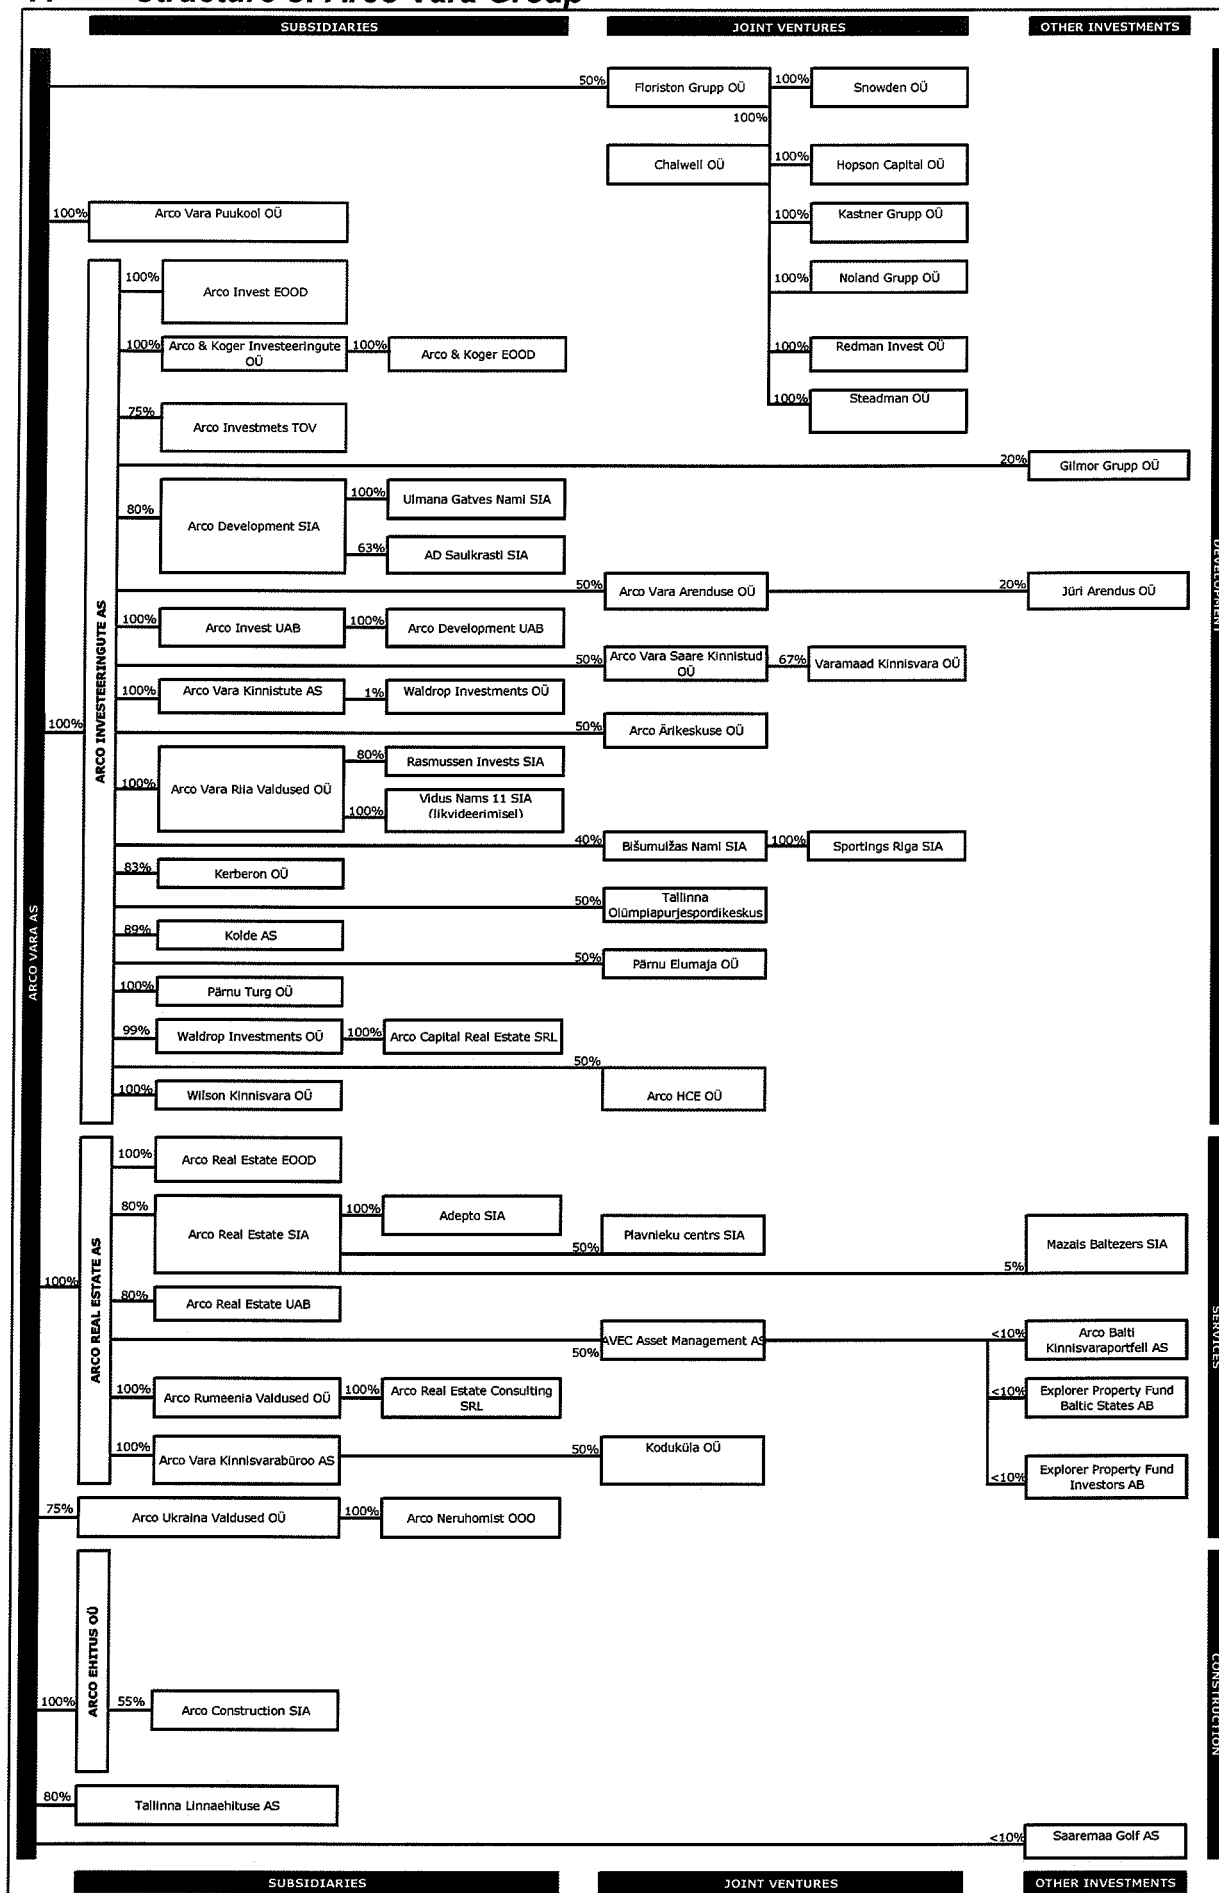 Structure of Arco Vara Group
SUBSIDIARIES
JOINT VENTURES
OTHER INVESTMENTS
ARCO VARA AS
DEVELOPMENT
50%
Floriston Grupp OÜ
100%
Snowden OÜ
100%
Chalwell OÜ
100%
Hopson Capital OÜ
100%
Arco Vara Puukool OÜ
100%
Kastner Grupp OÜ
ARCO INVESTEERINGUTE AS
100%
Arco Invest EOOD
100%
Noland Grupp OÜ
100%
Arco & Koger Investeeringute
OÜ
100%
Arco & Koger EOOD
100%
Redman Invest OÜ
75%
Arco Investmets TOV
100%
Steadman OÜ
20%
Gilmor Grupp OÜ
80%
Arco Development SIA
100%
Ulmana Gatves Nami SIA
63%
AD Saulkrasti SIA
50%
Arco Vara Arenduse OÜ
20%
Jüri Arendus OÜ
100%
Arco Invest UAB
100%
Arco Development UAB
50%
Arco Vara Saare Kinnistud
OÜ
67%
Varamaad Kinnisvara OÜ
100%
Arco Vara Kinnistute AS
1%
Waldrop Investments OÜ
100%
50%
Arco Ärikeskuse OÜ
100%
Arco Vara Riia Valdused OÜ
80%
Rasmussen Invests SIA
100%
Vidus Nams 11 SIA
(likvideerimisel)
40%
Bišumuižas Nami SIA
100%
Sportings Riga SIA
83%
Kerberon OÜ
50%
Tallinna
Olümpiapurjespordikeskus
89%
Kolde AS
50%
Pärnu Elumaja OÜ
100%
Pärnu Turg OÜ
99%
Waldrop Investments OÜ
100%
Arco Capital Real Estate SRL
50%
Arco HCE OÜ
100%
Wilson Kinnisvara OÜ
ARCO REAL ESTATE AS
SERVICES
100%
Arco Real Estate EOOD
80%
Arco Real Estate SIA
100%
Adepto SIA
50%
Plavnieku centrs SIA
5%
Mazais Baltezers SIA
100%
80%
Arco Real Estate UAB
50%
AVEC Asset Management AS
<10%
Arco Balti
Kinnisvaraportfell AS
100%
Arco Rumeenia Valdused OÜ
100%
Arco Real Estate Consulting
SRL
<10%
Explorer Property Fund
Baltic States AB
100%
Arco Vara Kinnisvarabüroo AS
50%
Koduküla OÜ
<10%
Explorer Property Fund
Investors AB
75%
Arco Ukraina Valdused OÜ
100%
Arco Neruhomist OOO
ARCO EHITUS OÜ
CONSTRUCTION
100%
55%
Arco Construction SIA
80%
Tallinna Linnaehituse AS
<10%
Saaremaa Golf AS
SUBSIDIARIES
JOINT VENTURES
OTHER INVESTMENTS